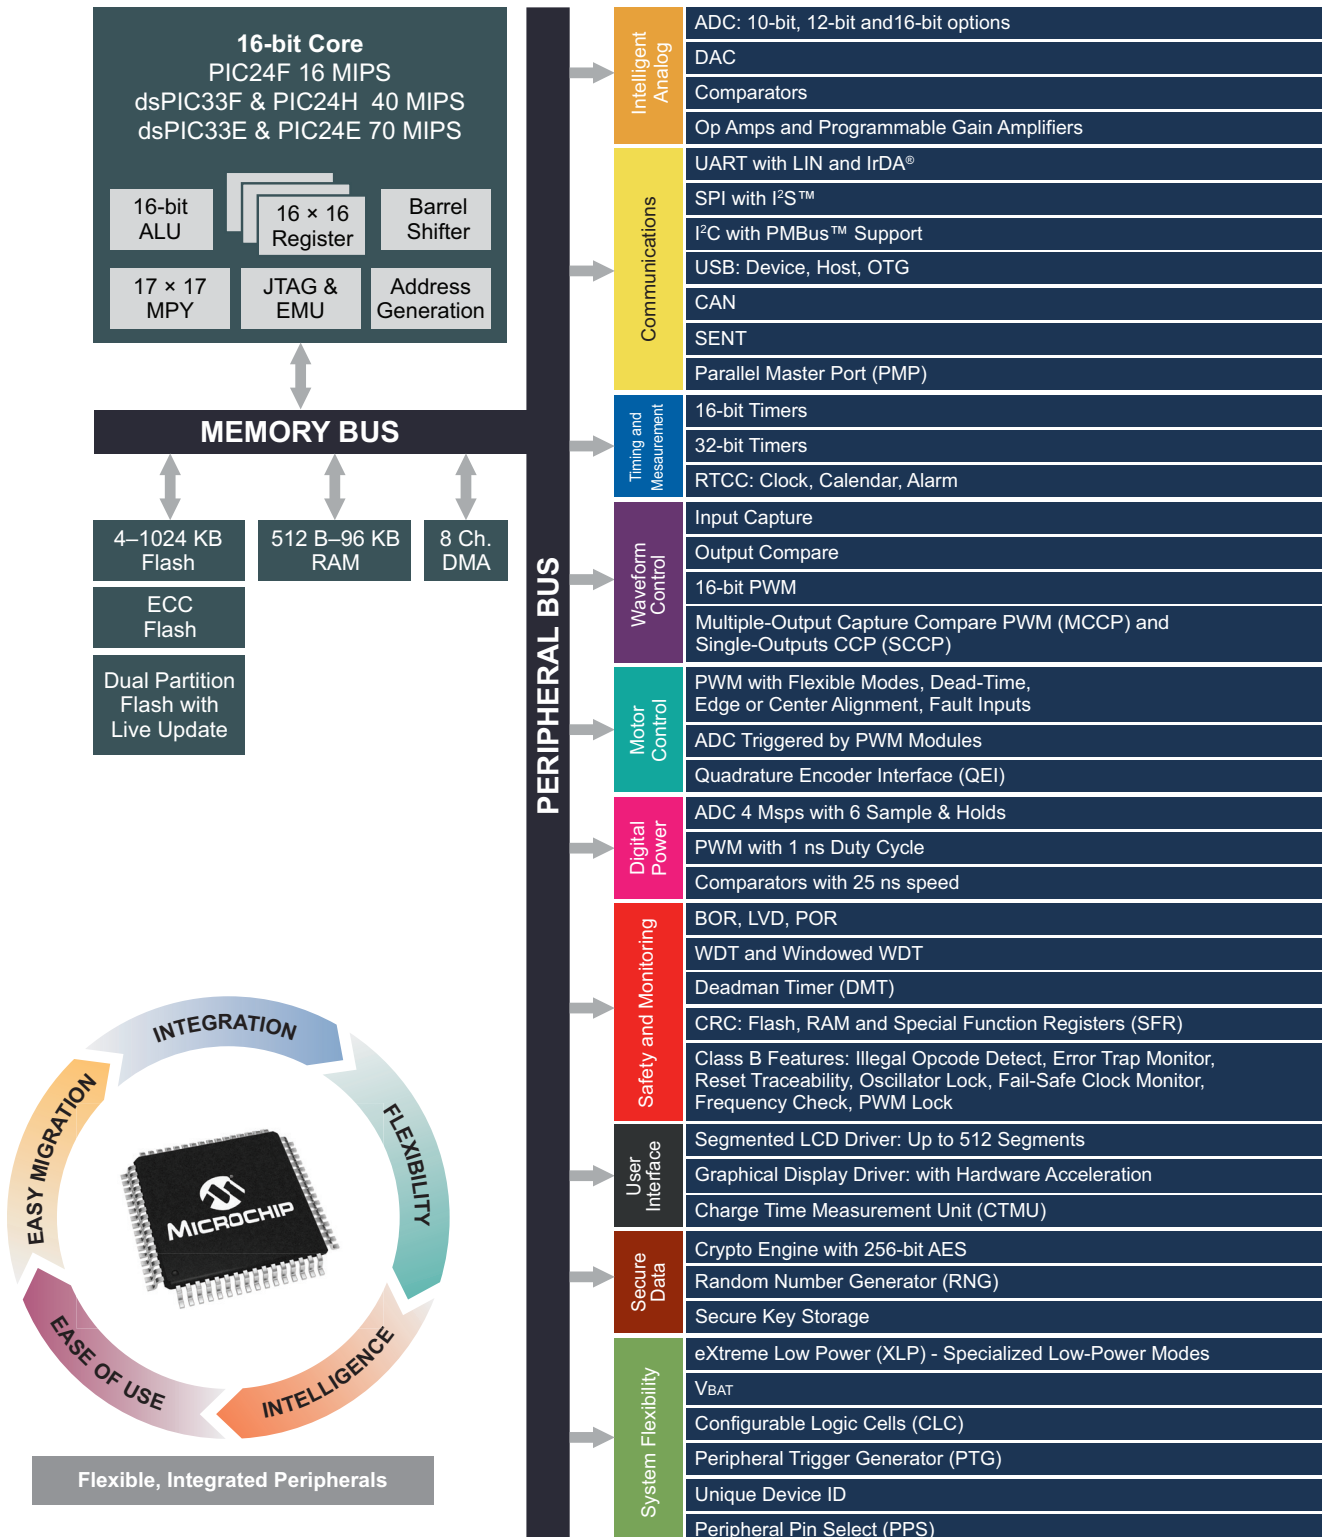 16-bit Core
PIC24F 16 MIPS
dsPIC33F & PIC24H 40 MIPS
dsPIC33E & PIC24E 70 MIPS
16-bit
ALU
16 × 16
Register
Barrel
Shifter
17 × 17
MPY
JTAG &
EMU
Address
Generation
MEMORY BUS
4–1024 KB
Flash
512 B–96 KB
RAM
8 Ch.
DMA
ECC
Flash
Dual Partition
Flash with
Live Update
PERIPHERAL BUS
Intelligent
Analog
ADC: 10-bit, 12-bit and16-bit options
DAC
Comparators
Op Amps and Programmable Gain Amplifiers
Communications
UART with LIN and IrDA®
SPI with I²S™
I²C with PMBus™ Support
USB: Device, Host, OTG
CAN
SENT
Parallel Master Port (PMP)
Timing and
Mesaurement
16-bit Timers
32-bit Timers
RTCC: Clock, Calendar, Alarm
Waveform
Control
Input Capture
Output Compare
16-bit PWM
Multiple-Output Capture Compare PWM (MCCP) and
Single-Outputs CCP (SCCP)
Motor
Control
PWM with Flexible Modes, Dead-Time,
Edge or Center Alignment, Fault Inputs
ADC Triggered by PWM Modules
Quadrature Encoder Interface (QEI)
Digital
Power
ADC 4 Msps with 6 Sample & Holds
PWM with 1 ns Duty Cycle
Comparators with 25 ns speed
Safety and Monitoring
BOR, LVD, POR
WDT and Windowed WDT
Deadman Timer (DMT)
CRC: Flash, RAM and Special Function Registers (SFR)
Class B Features: Illegal Opcode Detect, Error Trap Monitor,
Reset Traceability, Oscillator Lock, Fail-Safe Clock Monitor,
Frequency Check, PWM Lock
User
Interface
Segmented LCD Driver: Up to 512 Segments
Graphical Display Driver: with Hardware Acceleration
Charge Time Measurement Unit (CTMU)
Secure
Data
Crypto Engine with 256-bit AES
Random Number Generator (RNG)
Secure Key Storage
System Flexibility
eXtreme Low Power (XLP) - Specialized Low-Power Modes
VBAT
Configurable Logic Cells (CLC)
Peripheral Trigger Generator (PTG)
Unique Device ID
Peripheral Pin Select (PPS)
INTEGRATION
FLEXIBILITY
INTELLIGENCE
EASE OF USE
EASY MIGRATION
MICROCHIP
Flexible, Integrated Peripherals